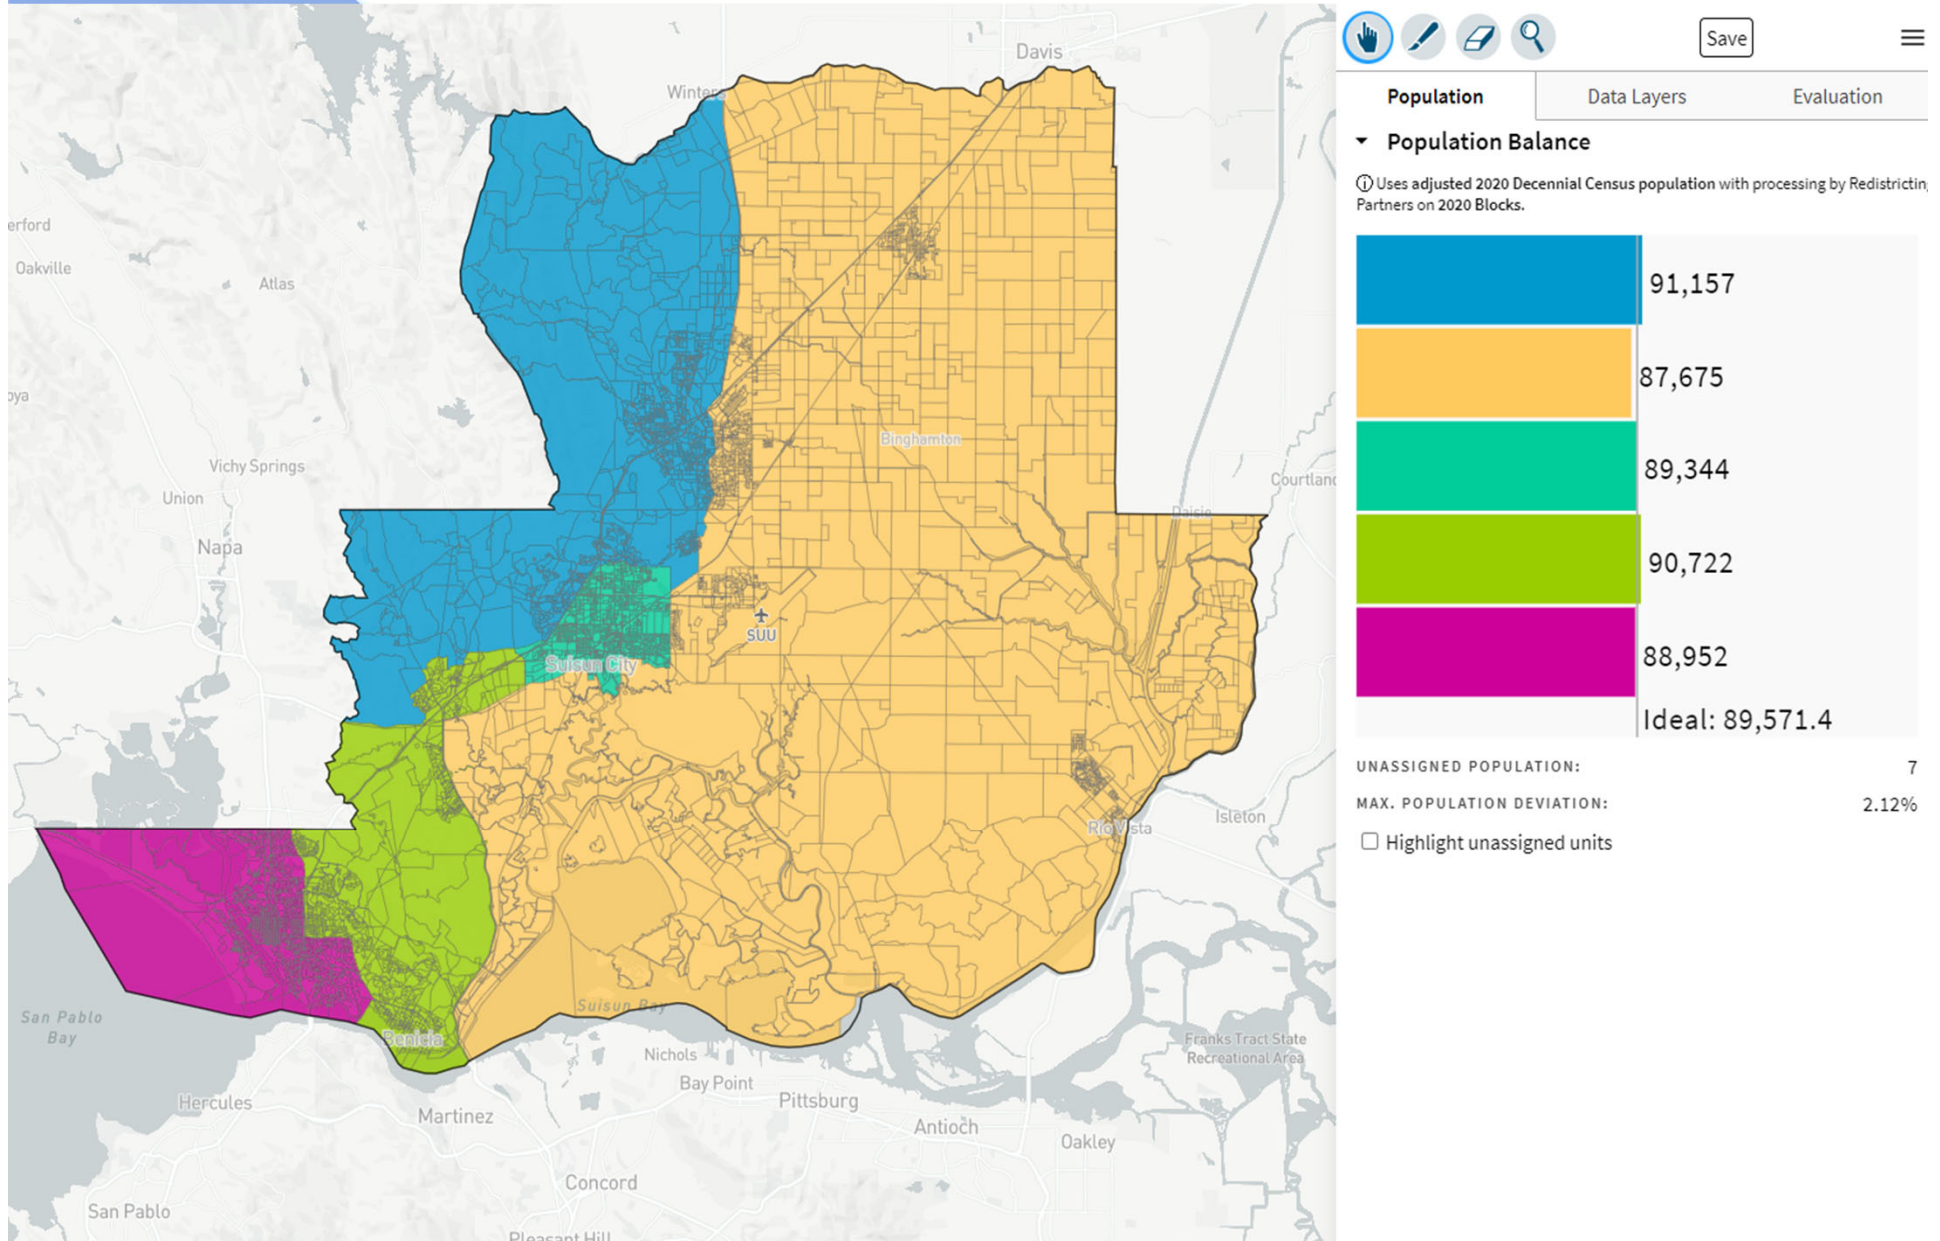 Davis
Winters
erford
Oakville
Atlas
oya
Vichy Springs
Union
Napa
Binghamton
Courtland
Daisie
SUU
Suisun City
Rio Vista
Isleton
San Pablo
Bay
Suisun Bay
Benicia
Franks Tract State
Recreational Area
Nichols
Bay Point
Hercules
Martinez
Pittsburg
Antioch
Oakley
Concord
San Pablo
Pleasant Hill
Save
Population
Data Layers
Evaluation
Population Balance
Uses adjusted 2020 Decennial Census population with processing by Redistricting
Partners on 2020 Blocks.
91,157
87,675
89,344
90,722
88,952
Ideal: 89,571.4
UNASSIGNED POPULATION: 7
MAX. POPULATION DEVIATION: 2.12%
Highlight unassigned units